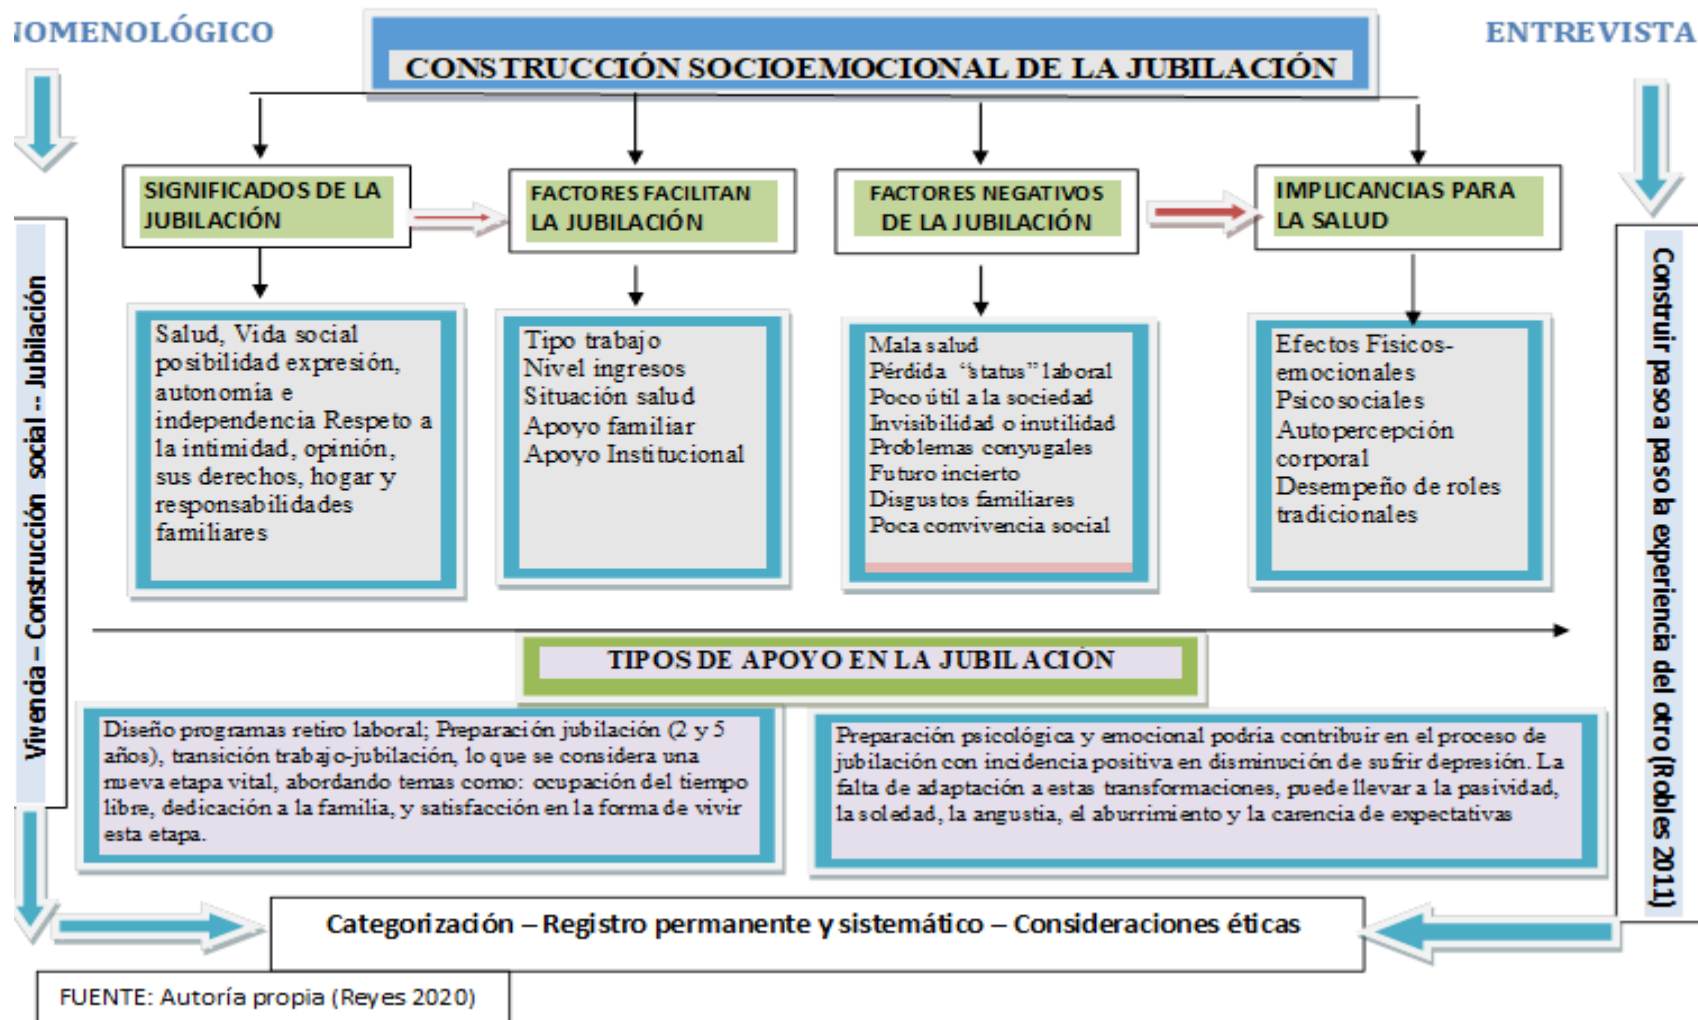 NOMENOLÓGICO
ENTREVISTA
CONSTRUCCIÓN SOCIOEMOCIONAL DE LA JUBILACIÓN
SIGNIFICADOS DE LA
JUBILACIÓN
FACTORES FACILITAN
LA JUBILACIÓN
FACTORES NEGATIVOS
DE LA JUBILACIÓN
IMPLICANCIAS PARA
LA SALUD
Vivencia – Construcción social -- Jubilación
Salud, Vida social
posibilidad expresión,
autonomía e
independencia Respeto a
la intimidad, opinión,
sus derechos, hogar y
responsabilidades
familiares
Tipo trabajo
Nivel ingresos
Situación salud
Apoyo familiar
Apoyo Institucional
Mala salud
Pérdida “status” laboral
Poco útil a la sociedad
Invisibilidad o inutilidad
Problemas conyugales
Futuro incierto
Disgustos familiares
Poca convivencia social
Efectos Físicos-
emocionales
Psicosociales
Autopercepción
corporal
Desempeño de roles
tradicionales
Construir paso a paso la experiencia del otro (Robles 2011)
TIPOS DE APOYO EN LA JUBILACIÓN
Diseño programas retiro laboral; Preparación jubilación (2 y 5
años), transición trabajo-jubilación, lo que se considera una
nueva etapa vital, abordando temas como: ocupación del tiempo
libre, dedicación a la familia, y satisfacción en la forma de vivir
esta etapa.
Preparación psicológica y emocional podría contribuir en el proceso de
jubilación con incidencia positiva en disminución de sufrir depresión. La
falta de adaptación a estas transformaciones, puede llevar a la pasividad,
la soledad, la angustia, el aburrimiento y la carencia de expectativas
Categorización – Registro permanente y sistemático – Consideraciones éticas
FUENTE: Autoría propia (Reyes 2020)